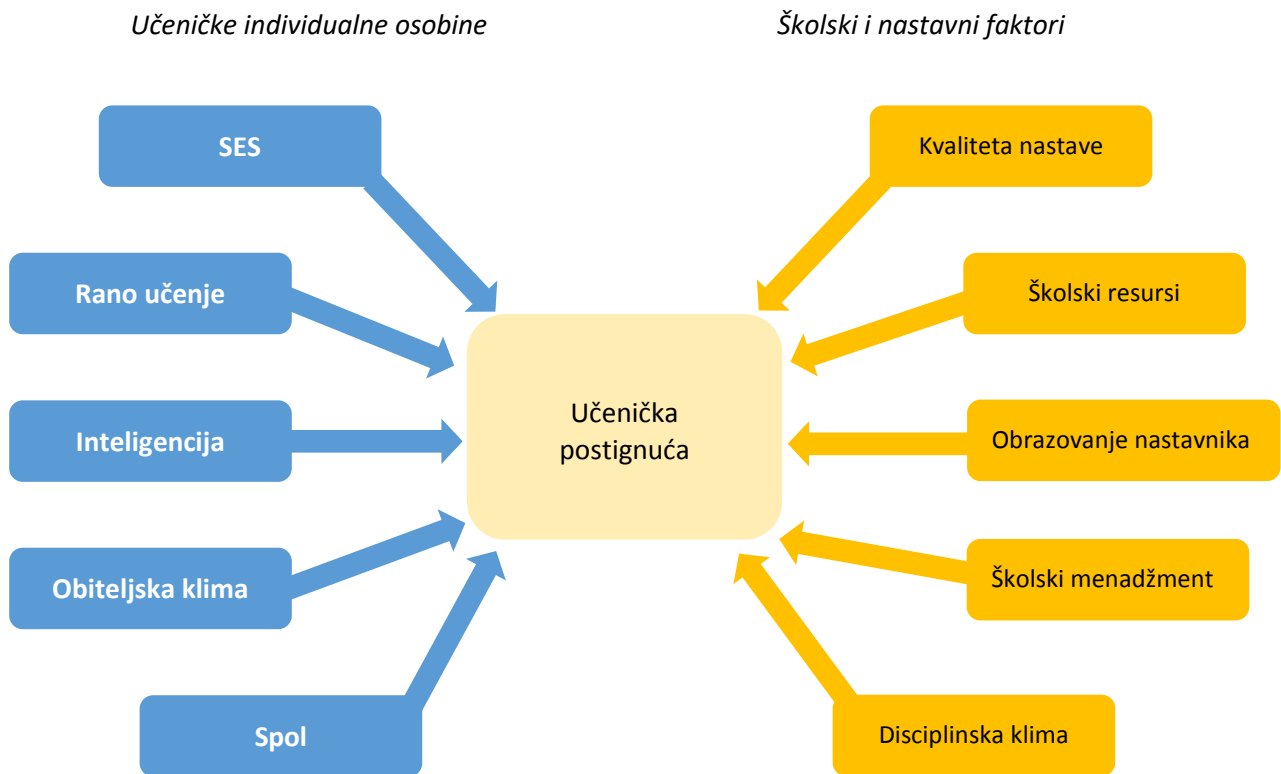 Učeničke individualne osobine
Školski i nastavni faktori
SES
Rano učenje
Inteligencija
Obiteljska klima
Spol
Učenička
postignuća
Kvaliteta nastave
Školski resursi
Obrazovanje nastavnika
Školski menadžment
Disciplinska klima